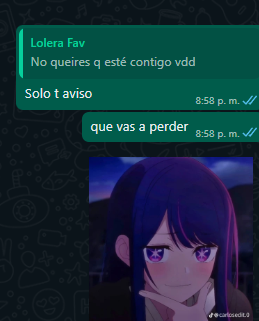 Lolera Fav
No queires q esté contigo vdd
Solo t aviso
8:58 p. m.
que vas a perder
8:58 p. m.
@carlosedit.0